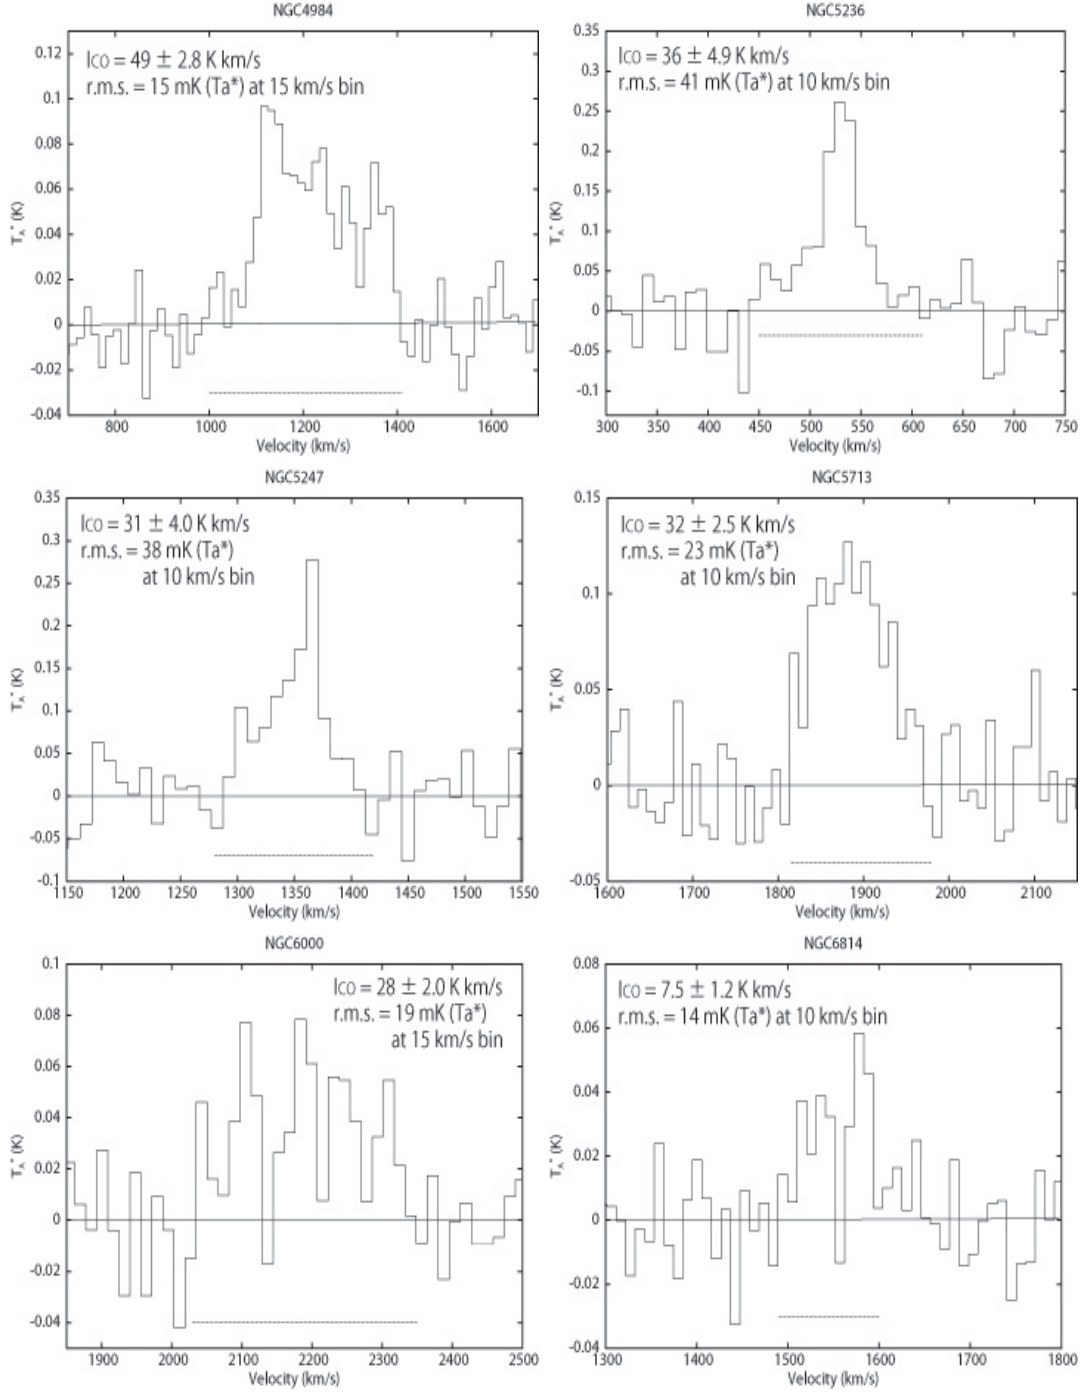 NGC4984
ICO = 49 ± 2.8 K km/s
r.m.s. = 15 mK (Ta*) at 15 km/s bin
0.12
0.1
0.08
0.06
0.04
0.02
0
-0.02
-0.04
TA* (K)
800 1000 1200 1400 1600
Velocity (km/s)
NGC5236
ICO = 36 ± 4.9 K km/s
r.m.s. = 41 mK (Ta*) at 10 km/s bin
0.35
0.3
0.25
0.2
0.15
0.1
0.05
0
-0.05
-0.1
TA* (K)
300 350 400 450 500 550 600 650 700 750
Velocity (km/s)
NGC5247
ICO = 31 ± 4.0 K km/s
r.m.s. = 38 mK (Ta*)
at 10 km/s bin
0.35
0.3
0.25
0.2
0.15
0.1
0.05
0
-0.05
-0.1
TA* (K)
1150 1200 1250 1300 1350 1400 1450 1500 1550
Velocity (km/s)
NGC5713
ICO = 32 ± 2.5 K km/s
r.m.s. = 23 mK (Ta*)
at 10 km/s bin
0.15
0.1
0.05
0
-0.05
TA* (K)
1600 1700 1800 1900 2000 2100
Velocity (km/s)
NGC6000
ICO = 28 ± 2.0 K km/s
r.m.s. = 19 mK (Ta*)
at 15 km/s bin
0.1
0.08
0.06
0.04
0.02
0
-0.02
-0.04
TA* (K)
1900 2000 2100 2200 2300 2400 2500
Velocity (km/s)
NGC6814
ICO = 7.5 ± 1.2 K km/s
r.m.s. = 14 mK (Ta*) at 10 km/s bin
0.08
0.06
0.04
0.02
0
-0.02
-0.04
TA* (K)
1300 1400 1500 1600 1700 1800
Velocity (km/s)